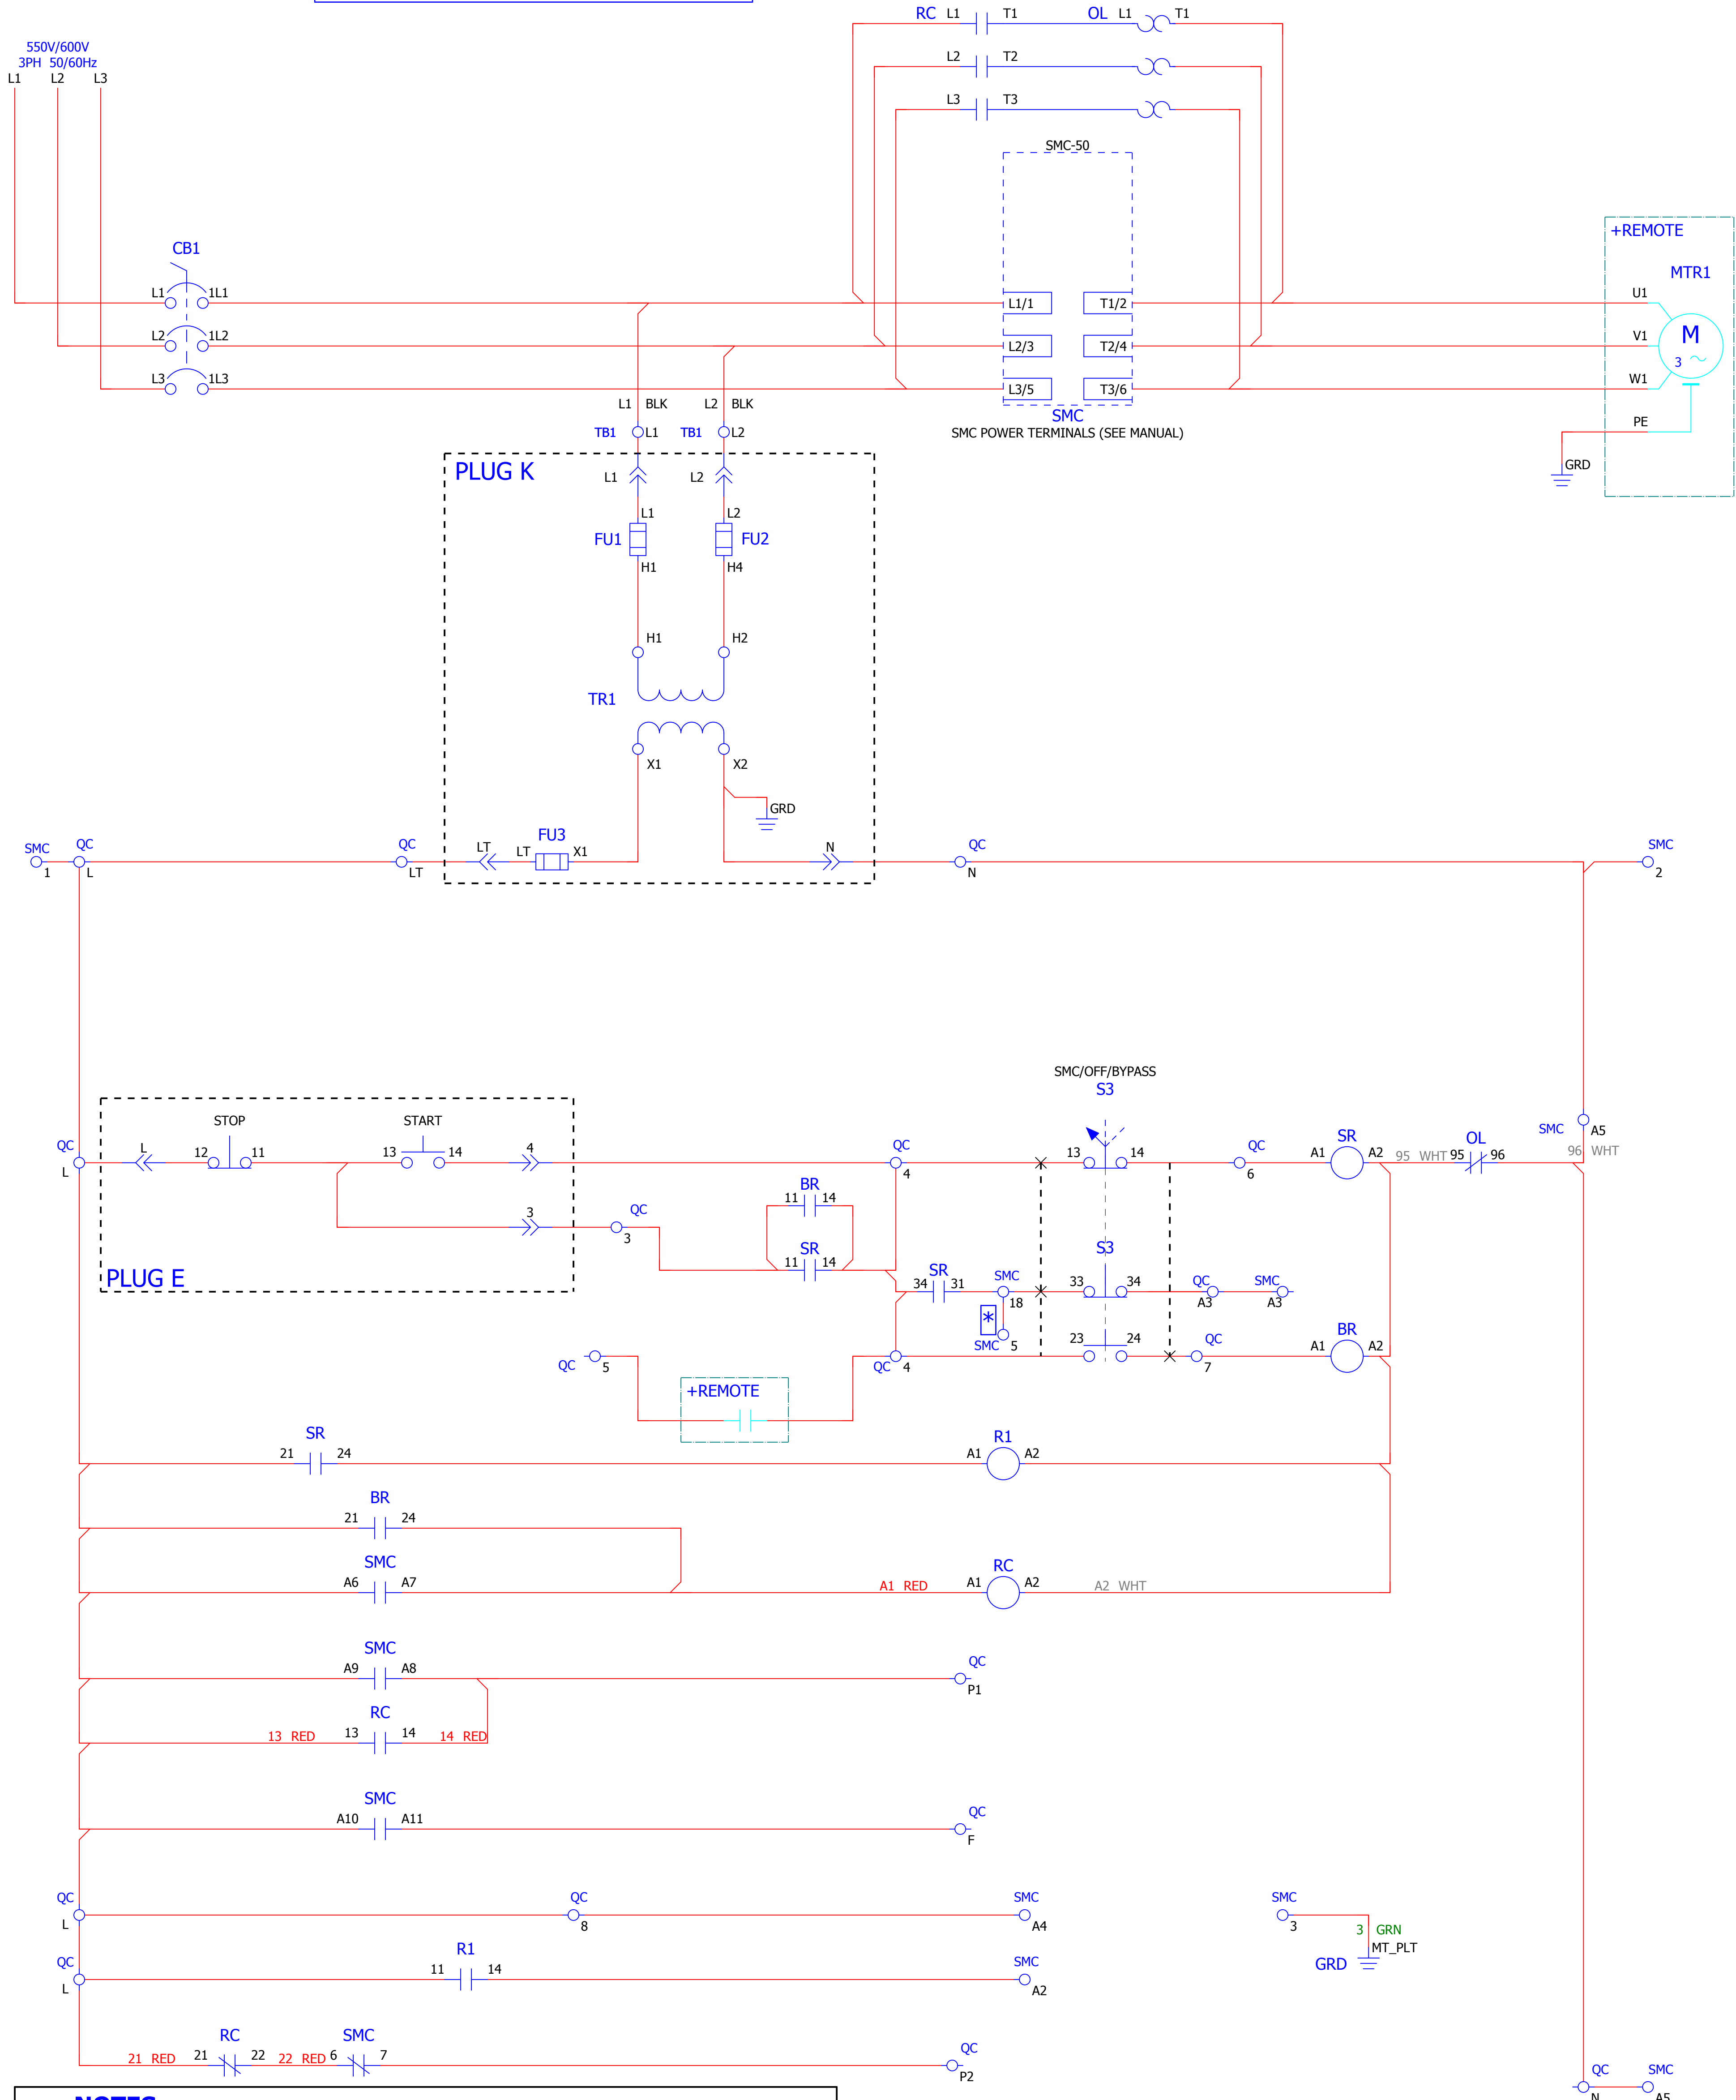 RC L1 T1 OL L1 T1
550V/600V
3PH 50/60Hz
L1 L2 L3
L2 T2
L3 T3
SMC-50
+REMOTE
CB1
MTR1
L1 1L1 L1/1 T1/2 U1
L2 1L2 L2/3 T2/4 V1
M
3
L3 1L3 L3/5 T3/6 W1
L1 BLK L2 BLK
SMC
PE
TB1 L1 TB1 L2
SMC POWER TERMINALS (SEE MANUAL)
PLUG K
L1 L2
GRD
L1 L2
FU1 FU2
H1 H4
H1 H2
TR1
X1 X2
GRD
FU3
SMC QC QC LT LT X1 N QC SMC
1 L LT N 2
SMC/OFF/BYPASS
S3
STOP START
SMC A5
QC L 12 11 13 14 4 QC 13 14 QC A1 SR A2 95 WHT 95 OL 96 96 WHT
L 4 6
BR
11 14
3 QC
3
SR
11 14
S3
PLUG E
SR
34 31 SMC 33 34 QC SMC
18 A3 A3
*
SMC 5
23 24 QC A1 BR A2
QC 5 QC 4 7
+REMOTE
SR
21 24
R1
A1 A2
BR
21 24
SMC
A6 A7
A1 RED A1 RC A2 A2 WHT
SMC
A9 A8 QC
P1
RC
13 RED 13 14 14 RED
SMC
A10 A11 QC
F
QC QC SMC SMC
L 8 A4 3
3 GRN
MT_PLT
GRD
R1
QC 11 14 SMC
L A2
RC SMC
21 RED 21 22 22 RED 6 7 QC
P2
QC SMC
N A5
NOTES